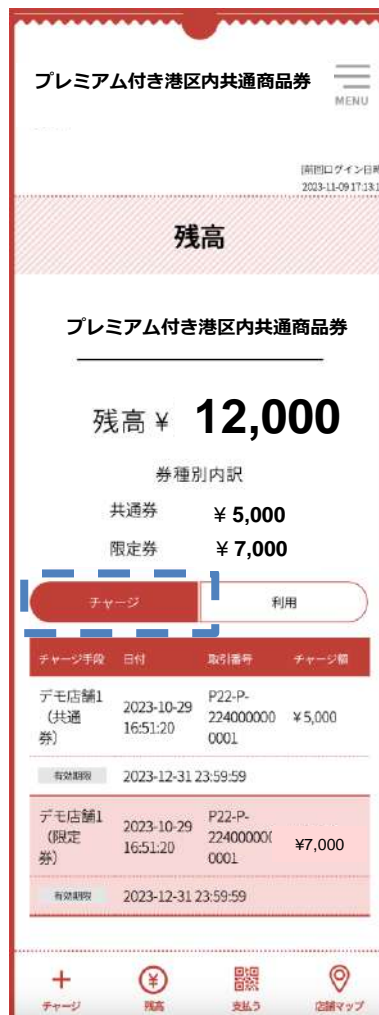 プレミアム付き港区内共通商品券
MENU
[前回ログイン日時
2023-11-09 17:13:1
残高
プレミアム付き港区内共通商品券
残高 ¥ 12,000
券種別内訳
共通券 ¥ 5,000
限定券 ¥ 7,000
チャージ 利用
チャージ手段 日付 取引番号 チャージ額
デモ店舗1
（共通
券）
2023-10-29
16:51:20
P22-P-
224000000
0001
¥5,000
有効期限 2023-12-31 23:59:59
デモ店舗1
（限定
券）
2023-10-29
16:51:20
P22-P-
22400000(
0001
¥7,000
有効期限 2023-12-31 23:59:59
チャージ 残高 支払う 店舗マップ